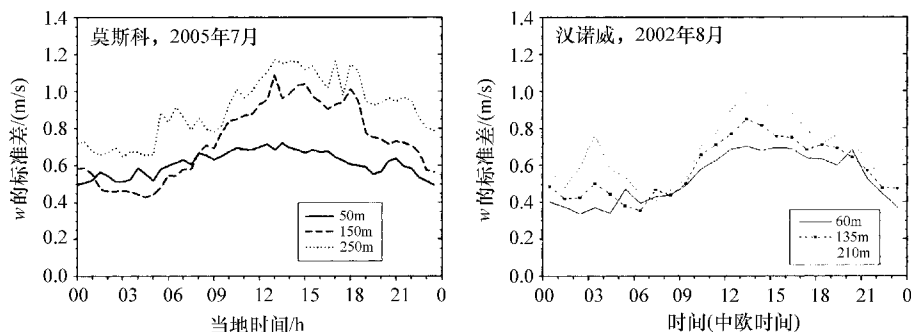 莫斯科，2005年7月
w的标准差/(m/s)
1.4
1.2
1.0
0.8
0.6
0.4
0.2
0.0
50m
150m
250m
00 03 06 09 12 15 18 21 00
当地时间/h
汉诺威，2002年8月
w的标准差/(m/s)
1.4
1.2
1.0
0.8
0.6
0.4
0.2
0.0
60m
135m
210m
00 03 06 09 12 15 18 21 0
时间(中欧时间)